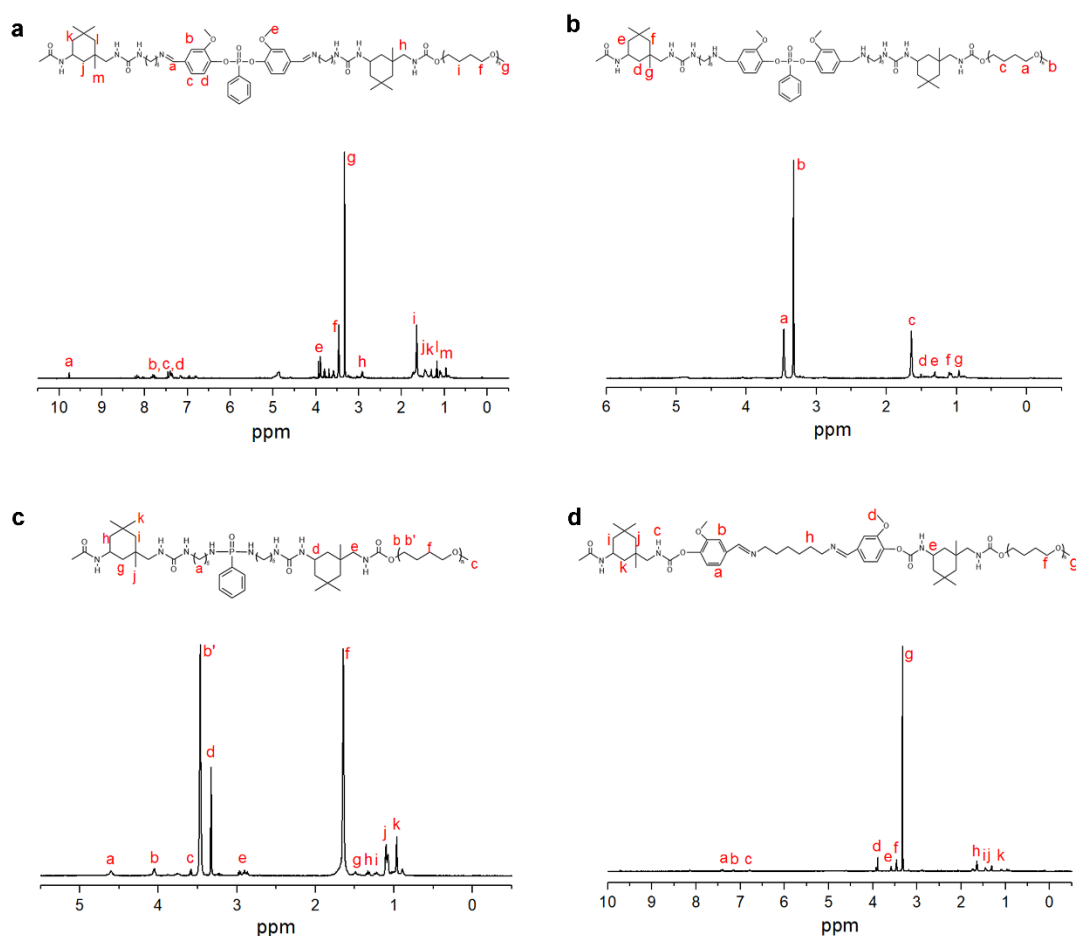 a
k l O N H H N N H O N a b c d O e O P O O O N H N N H O H N h H N O O i f O n g
m
g
f
e
i
h
j k l m
a
b, c, d
10 9 8 7 6 5 4 3 2 1 0
ppm
b
e f O N H d g H N N H O H N O O P O O O H N H N N H O H N O O c a O n b
b
a
c
d e f g
6 5 4 3 2 1 0
ppm
c
k h i O N H g j H N N H O a H N O P H N H N N H O d e H N O O b b' f O n c
b'
f
d
j
k
a b c e g h i
5 4 3 2 1 0
ppm
d
i j k O N H c H N O O O b a N h N d O O O H N e H N O O f O n g
g
d
e f
h
i j k
a b c
10 9 8 7 6 5 4 3 2 1 0
ppm